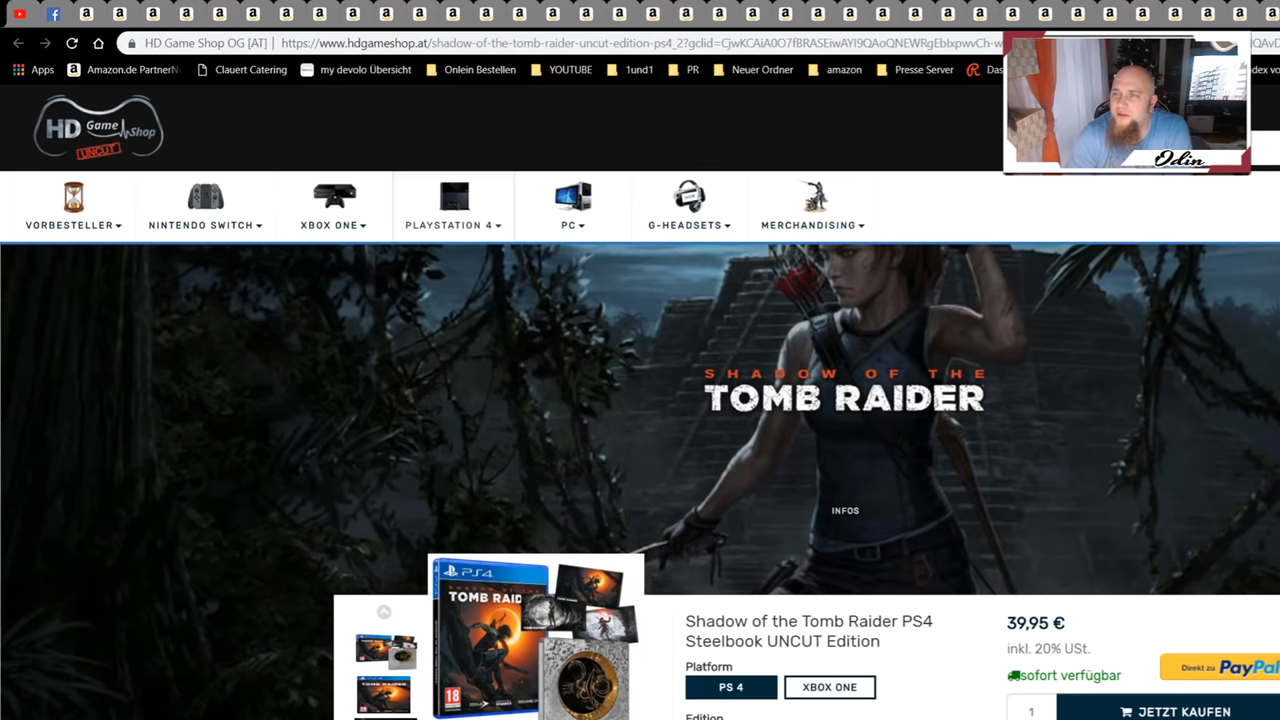 HD Game Shop OG [AT] | https://www.hdgameshop.at/shadow-of-the-tomb-raider-uncut-edition-ps4_2?gclid=
Apps
Amazon.de PartnerN
Clauert Catering
my devolo Übersicht
Onlein Bestellen
YOUTUBE
1und1
PR
Neuer Ordner
amazon
Presse Server
Das
HD Game Shop
UNCUT
Odin
VORBESTELLER
NINTENDO SWITCH
XBOX ONE
PLAYSTATION 4
PC
G-HEADSETS
MERCHANDISING
SHADOW OF THE
TOMB RAIDER
INFOS
PS4
TOMB RAID
18
Shadow of the Tomb Raider PS4
Steelbook UNCUT Edition
39,95 €
inkl. 20% USt.
Platform
sofort verfügbar
Direkt zu PayPal
PS 4
XBOX ONE
Edition
1
JETZT KAUFEN